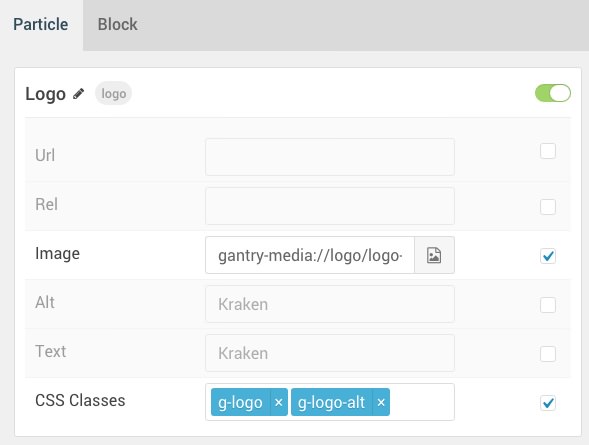 Particle Block
Logo logo
Url
Rel
Image gantry-media://logo/logo-
Alt Kraken
Text Kraken
CSS Classes g-logo × g-logo-alt ×